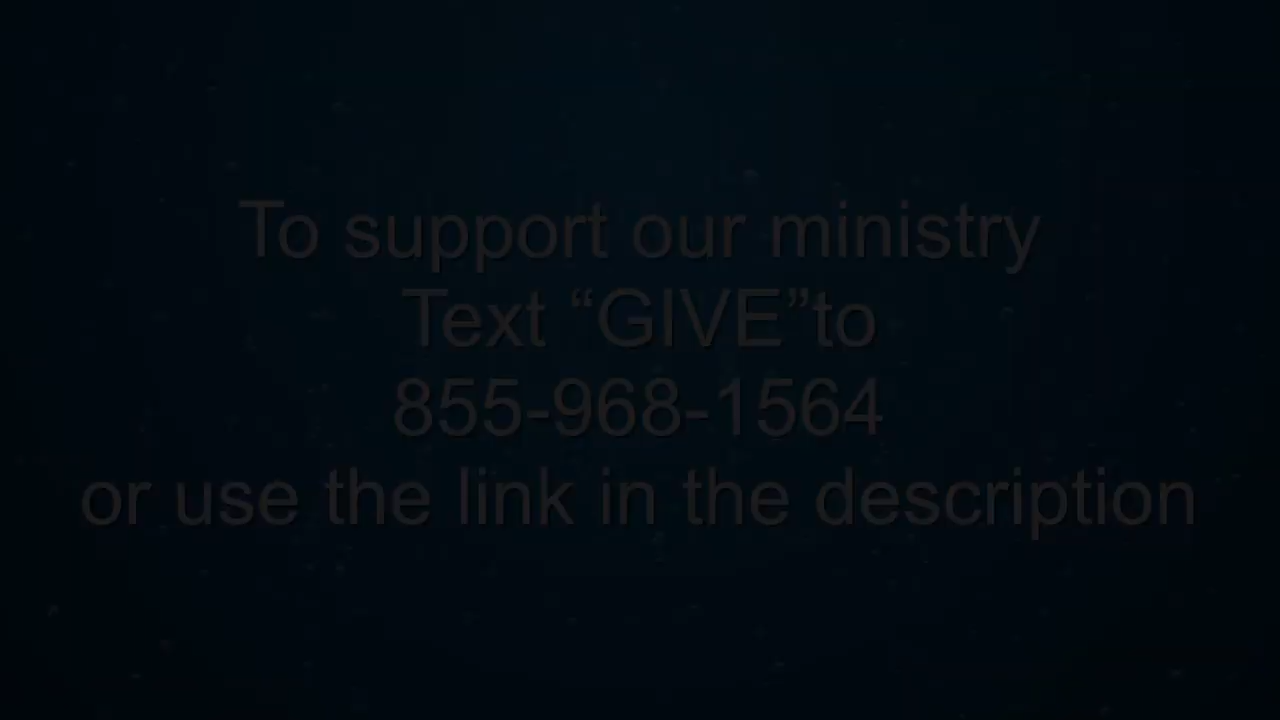 To support our ministry
Text “GIVE”to
855-968-1564
or use the link in the description